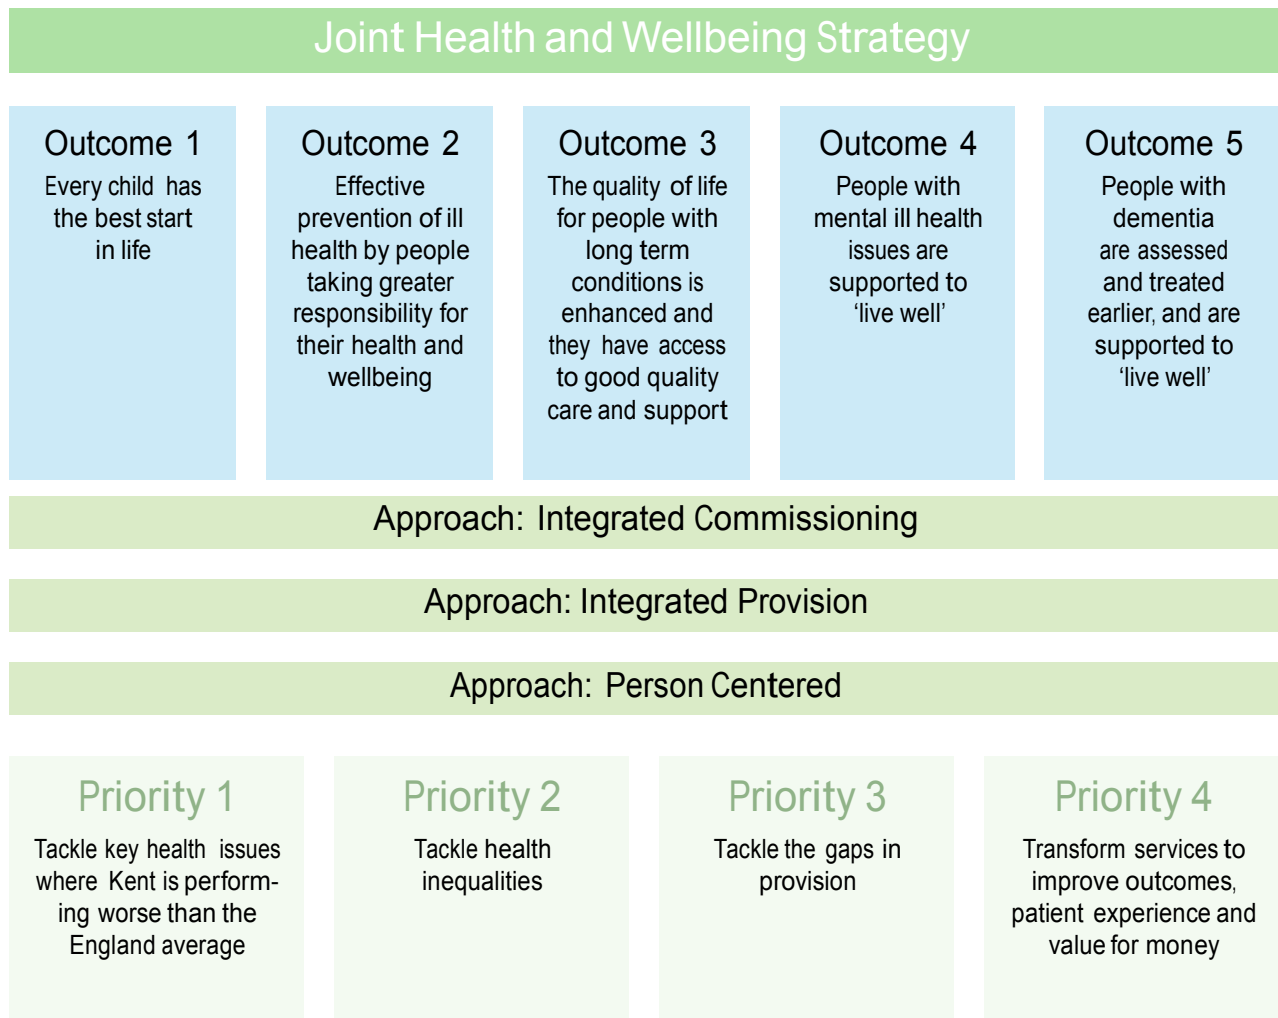 Joint Health and Wellbeing Strategy
Outcome 1
Every child has
the best start
in life
Outcome 2
Effective
prevention of ill
health by people
taking greater
responsibility for
their health and
wellbeing
Outcome 3
The quality of life
for people with
long term
conditions is
enhanced and
they have access
to good quality
care and support
Outcome 4
People with
mental ill health
issues are
supported to
‘live well’
Outcome 5
People with
dementia
are assessed
and treated
earlier, and are
supported to
‘live well’
Approach: Integrated Commissioning
Approach: Integrated Provision
Approach: Person Centered
Priority 1
Tackle key health issues
where Kent is perform-
ing worse than the
England average
Priority 2
Tackle health
inequalities
Priority 3
Tackle the gaps in
provision
Priority 4
Transform services to
improve outcomes,
patient experience and
value for money